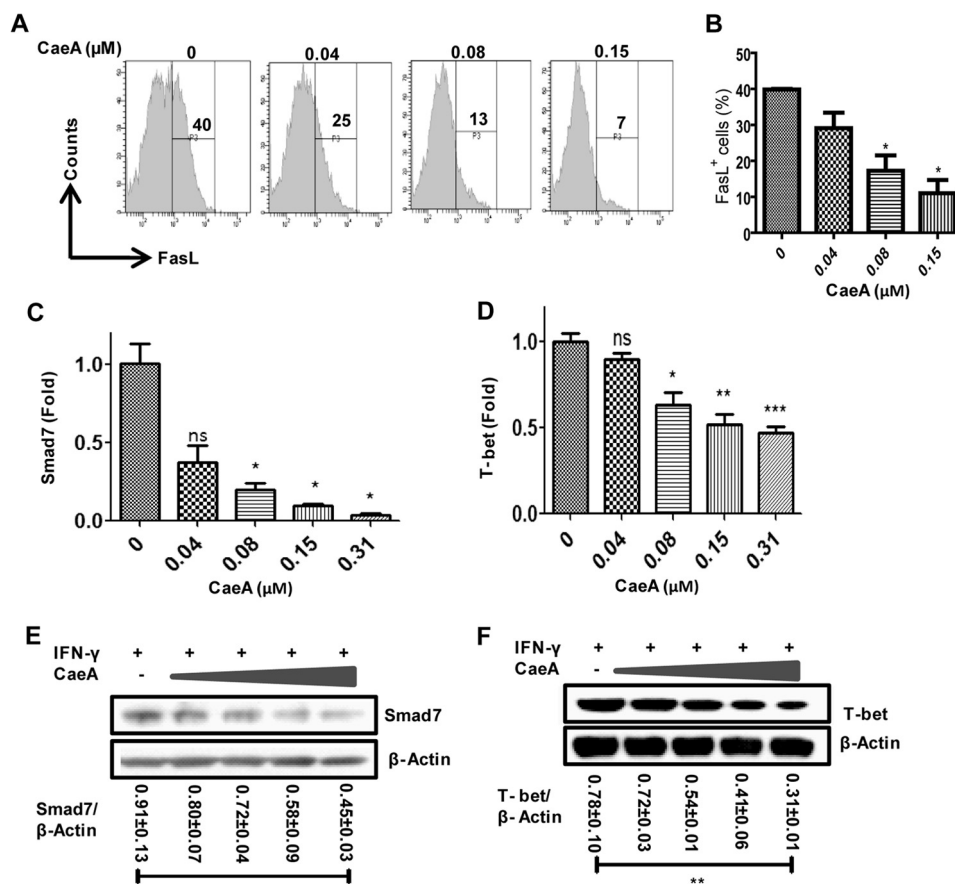 A
CaeA (μM)
0
0.04
0.08
0.15
40
P3
25
P3
13
P3
7
P3
Counts
FasL
B
FasL+ cells (%)
50
40
30
20
10
0
0
0.04
0.08
0.15
*
*
CaeA (μM)
C
Smad7 (Fold)
1.0
0.5
0.0
ns
*
*
*
0
0.04
0.08
0.15
0.31
CaeA (μM)
D
T-bet (Fold)
1.0
0.5
0.0
ns
*
**
***
0
0.04
0.08
0.15
0.31
CaeA (μM)
E
IFN-γ + + + + +
CaeA -
Smad7
β-Actin
Smad7/
β-Actin
0.91±0.13
0.80±0.07
0.72±0.04
0.58±0.09
0.45±0.03
F
IFN-γ + + + + +
CaeA -
T-bet
β-Actin
T- bet/
β- Actin
0.78±0.10
0.72±0.03
0.54±0.01
0.41±0.06
0.31±0.01
**